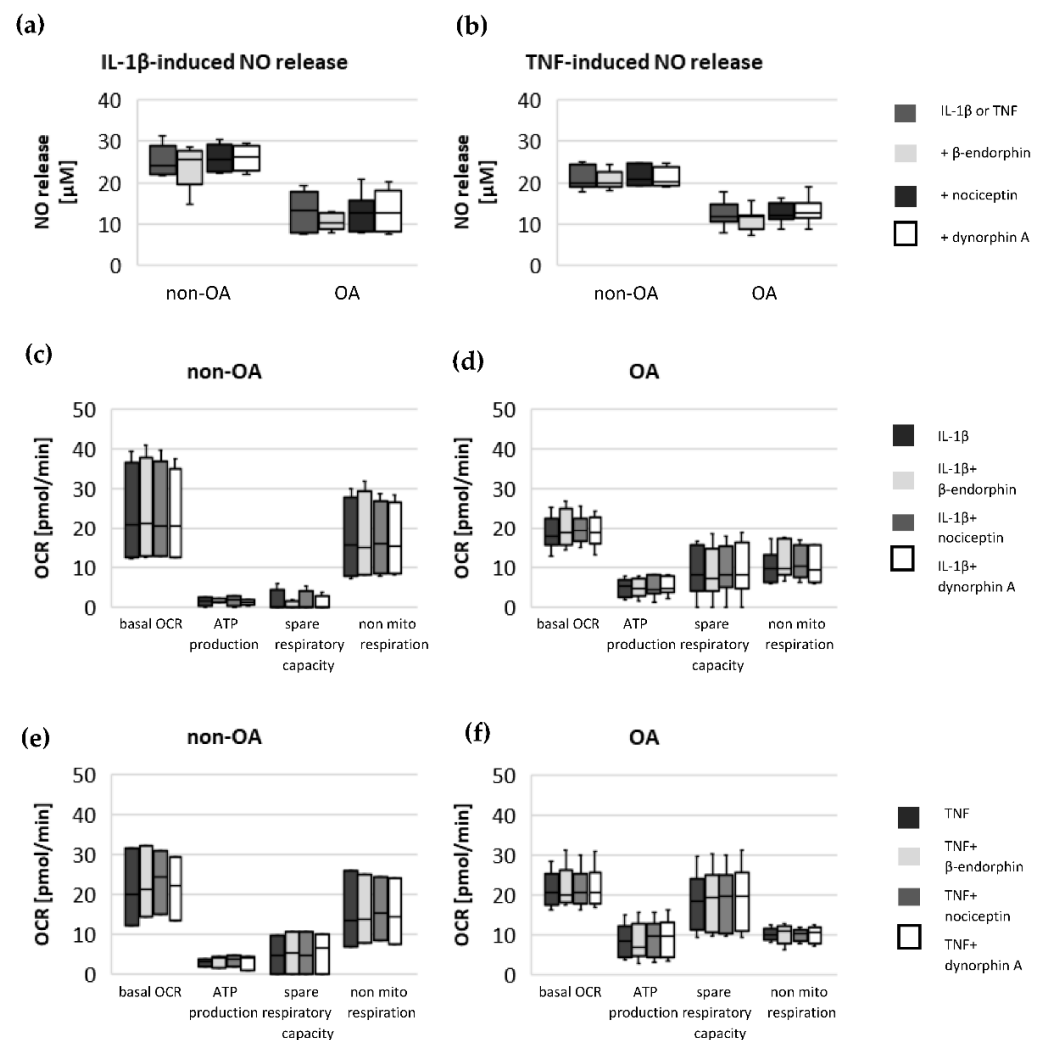 (a)
IL-1β-induced NO release
NO release
[µM]
40
30
20
10
0
non-OA
OA
(b)
TNF-induced NO release
NO release
[µM]
40
30
20
10
0
non-OA
OA
IL-1β or TNF
+ β-endorphin
+ nociceptin
+ dynorphin A
(c)
non-OA
OCR [pmol/min]
50
40
30
20
10
0
basal OCR
ATP
production
spare
respiratory
capacity
non mito
respiration
(d)
OA
OCR [pmol/min]
50
40
30
20
10
0
basal OCR
ATP
production
spare
respiratory
capacity
non mito
respiration
IL-1β
IL-1β+
β-endorphin
IL-1β+
nociceptin
IL-1β+
dynorphin A
(e)
non-OA
OCR [pmol/min]
50
40
30
20
10
0
basal OCR
ATP
production
spare
respiratory
capacity
non mito
respiration
(f)
OA
OCR [pmol/min]
50
40
30
20
10
0
basal OCR
ATP
production
spare
respiratory
capacity
non mito
respiration
TNF
TNF+
β-endorphin
TNF+
nociceptin
TNF+
dynorphin A